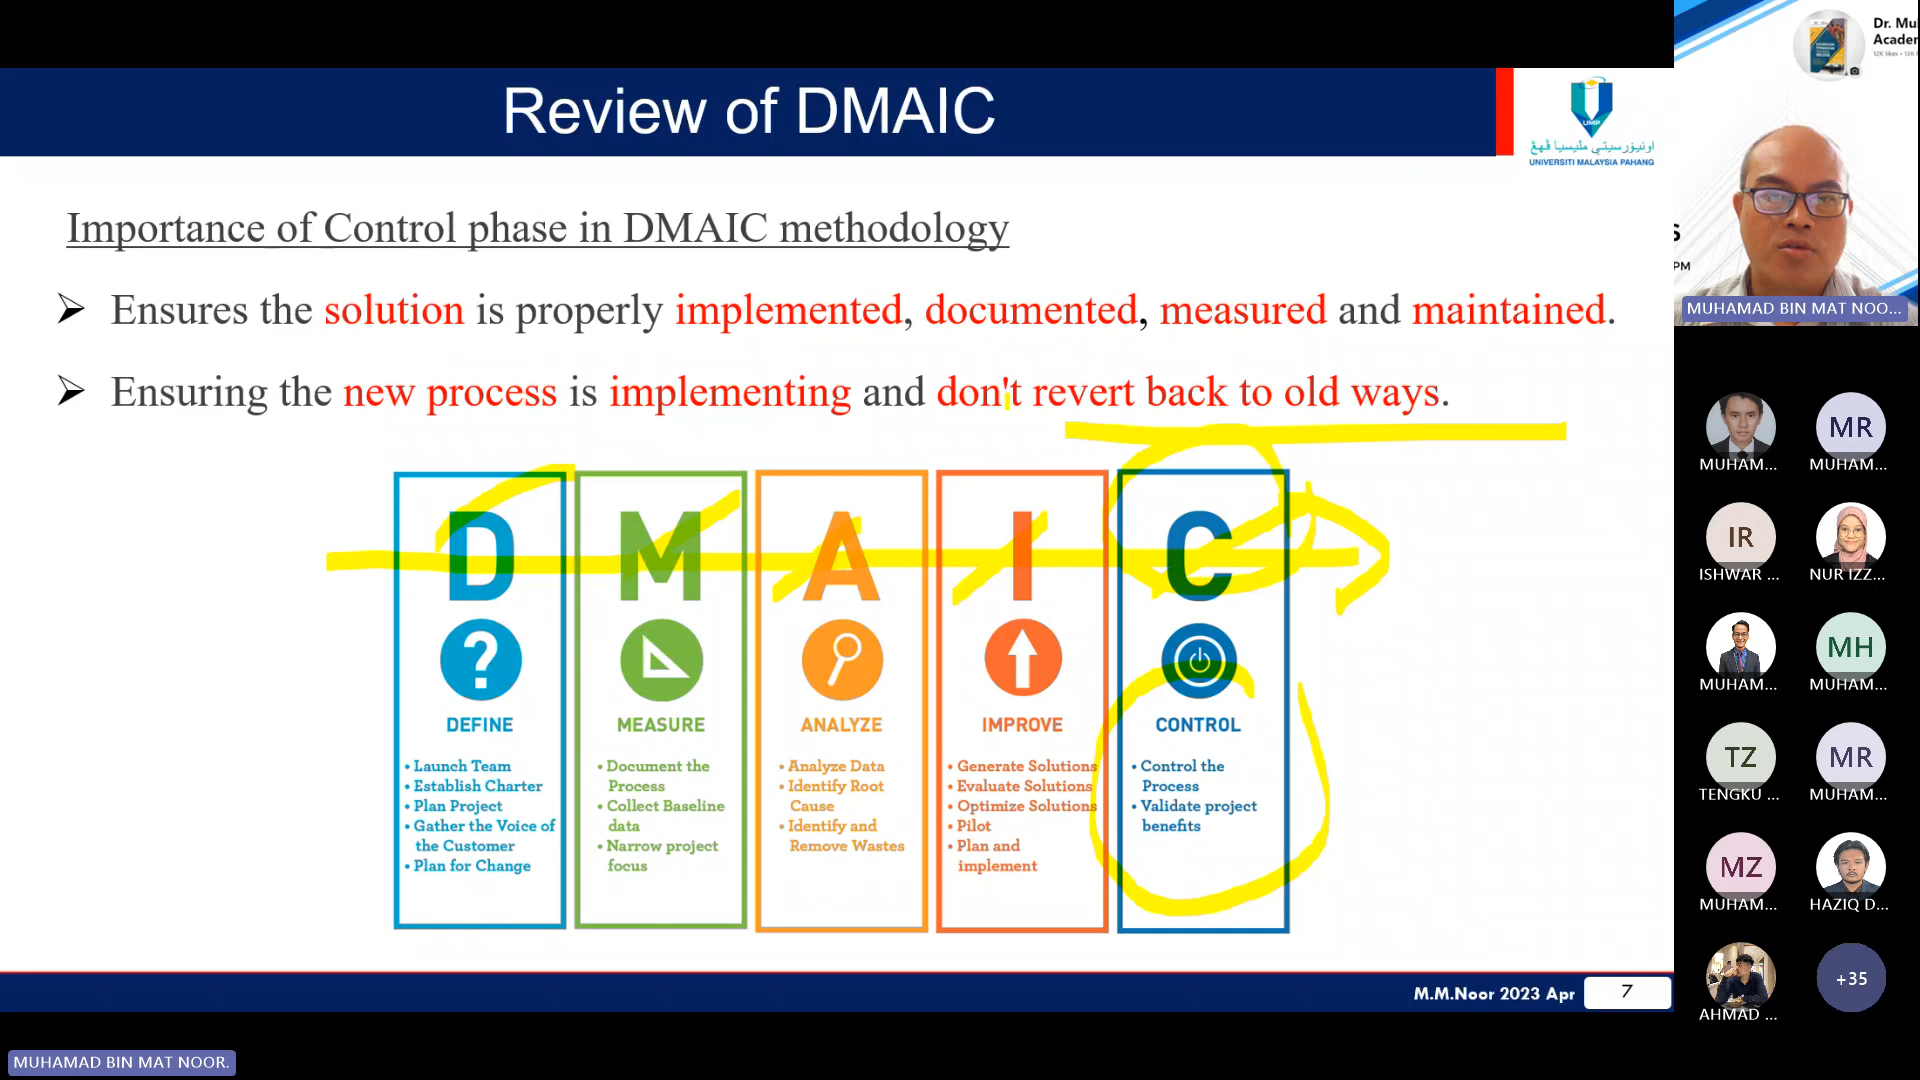 Review of DMAIC
UMP
اونيۏرسيتي مليسيا ڤهڠ
UNIVERSITI MALAYSIA PAHANG
Importance of Control phase in DMAIC methodology
➢ Ensures the solution is properly implemented, documented, measured and maintained.
➢ Ensuring the new process is implementing and don't revert back to old ways.
D
?
DEFINE
• Launch Team
• Establish Charter
• Plan Project
• Gather the Voice of
the Customer
• Plan for Change
M
MEASURE
• Document the
Process
• Collect Baseline
data
• Narrow project
focus
A
ANALYZE
• Analyze Data
• Identify Root
Cause
• Identify and
Remove Wastes
I
IMPROVE
• Generate Solutions
• Evaluate Solutions
• Optimize Solutions
• Pilot
• Plan and
implement
C
CONTROL
• Control the
Process
• Validate project
benefits
M.M.Noor 2023 Apr
7
MUHAMAD BIN MAT NOOR.
Dr. Mu
Acader
S
PM
MUHAMAD BIN MAT NOO...
MUHAM...
MR
MUHAM...
IR
ISHWAR ...
NUR IZZ...
MUHAM...
MH
MUHAM...
TZ
TENGKU ...
MR
MUHAM...
MZ
MUHAM...
HAZIQ D...
AHMAD ...
+35